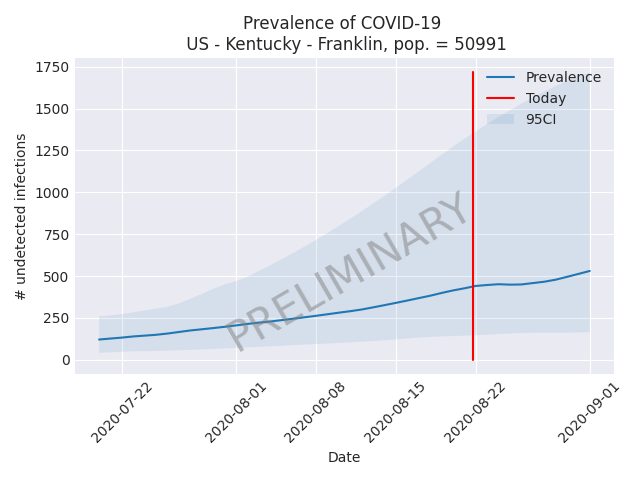 Prevalence of COVID-19
US - Kentucky - Franklin, pop. = 50991
1750
1500
1250
1000
750
500
250
0
# undetected infections
Prevalence
Today
95CI
PRELIMINARY
2020-07-22
2020-08-01
2020-08-08
2020-08-15
2020-08-22
2020-09-01
Date